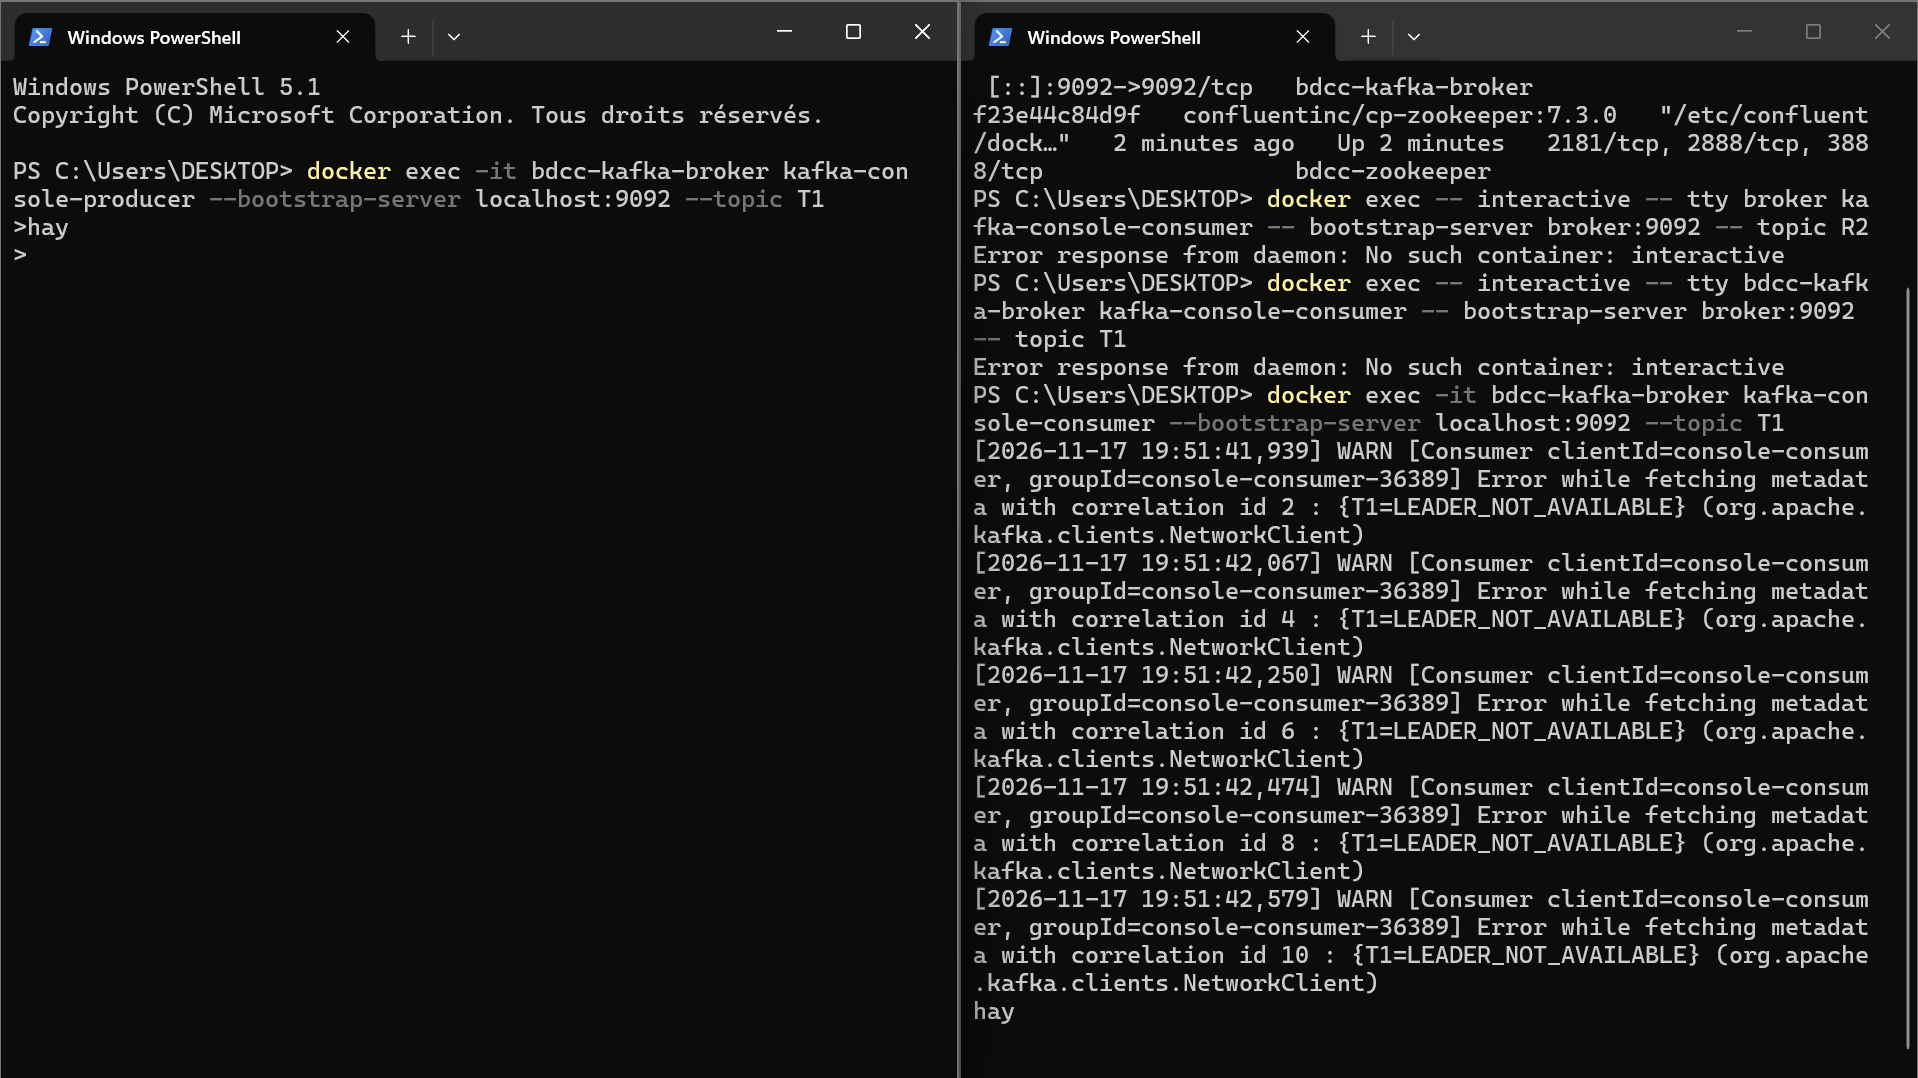 Windows PowerShell
Windows PowerShell 5.1
Copyright (C) Microsoft Corporation. Tous droits réservés.
PS C:\Users\DESKTOP> docker exec -it bdcc-kafka-broker kafka-con
sole-producer --bootstrap-server localhost:9092 --topic T1
>hay
>
Windows PowerShell
[::]:9092->9092/tcp   bdcc-kafka-broker
f23e44c84d9f   confluentinc/cp-zookeeper:7.3.0   "/etc/confluent
/dock…"   2 minutes ago   Up 2 minutes   2181/tcp, 2888/tcp, 388
8/tcp                  bdcc-zookeeper
PS C:\Users\DESKTOP> docker exec -- interactive -- tty broker ka
fka-console-consumer -- bootstrap-server broker:9092 -- topic R2
Error response from daemon: No such container: interactive
PS C:\Users\DESKTOP> docker exec -- interactive -- tty bdcc-kafk
a-broker kafka-console-consumer -- bootstrap-server broker:9092
-- topic T1
Error response from daemon: No such container: interactive
PS C:\Users\DESKTOP> docker exec -it bdcc-kafka-broker kafka-con
sole-consumer --bootstrap-server localhost:9092 --topic T1
[2026-11-17 19:51:41,939] WARN [Consumer clientId=console-consum
er, groupId=console-consumer-36389] Error while fetching metadat
a with correlation id 2 : {T1=LEADER_NOT_AVAILABLE} (org.apache.
kafka.clients.NetworkClient)
[2026-11-17 19:51:42,067] WARN [Consumer clientId=console-consum
er, groupId=console-consumer-36389] Error while fetching metadat
a with correlation id 4 : {T1=LEADER_NOT_AVAILABLE} (org.apache.
kafka.clients.NetworkClient)
[2026-11-17 19:51:42,250] WARN [Consumer clientId=console-consum
er, groupId=console-consumer-36389] Error while fetching metadat
a with correlation id 6 : {T1=LEADER_NOT_AVAILABLE} (org.apache.
kafka.clients.NetworkClient)
[2026-11-17 19:51:42,474] WARN [Consumer clientId=console-consum
er, groupId=console-consumer-36389] Error while fetching metadat
a with correlation id 8 : {T1=LEADER_NOT_AVAILABLE} (org.apache.
kafka.clients.NetworkClient)
[2026-11-17 19:51:42,579] WARN [Consumer clientId=console-consum
er, groupId=console-consumer-36389] Error while fetching metadat
a with correlation id 10 : {T1=LEADER_NOT_AVAILABLE} (org.apache
.kafka.clients.NetworkClient)
hay